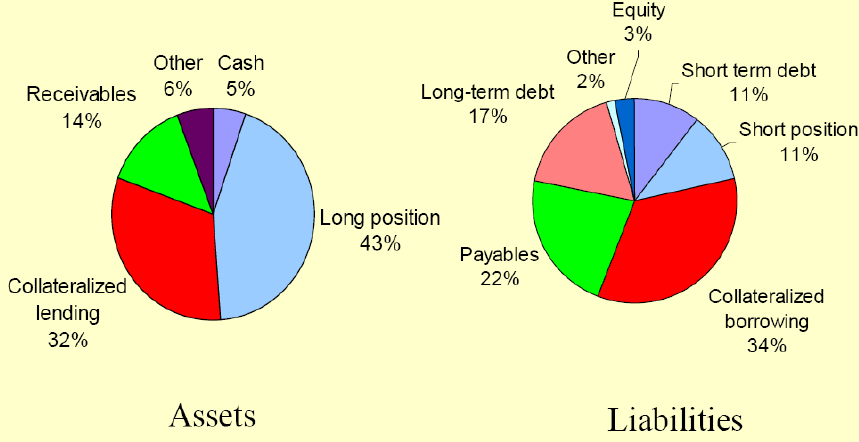 Other
6%
Cash
5%
Receivables
14%
Long position
43%
Collateralized
lending
32%
Assets
Equity
3%
Other
2%
Short term debt
11%
Long-term debt
17%
Short position
11%
Payables
22%
Collateralized
borrowing
34%
Liabilities